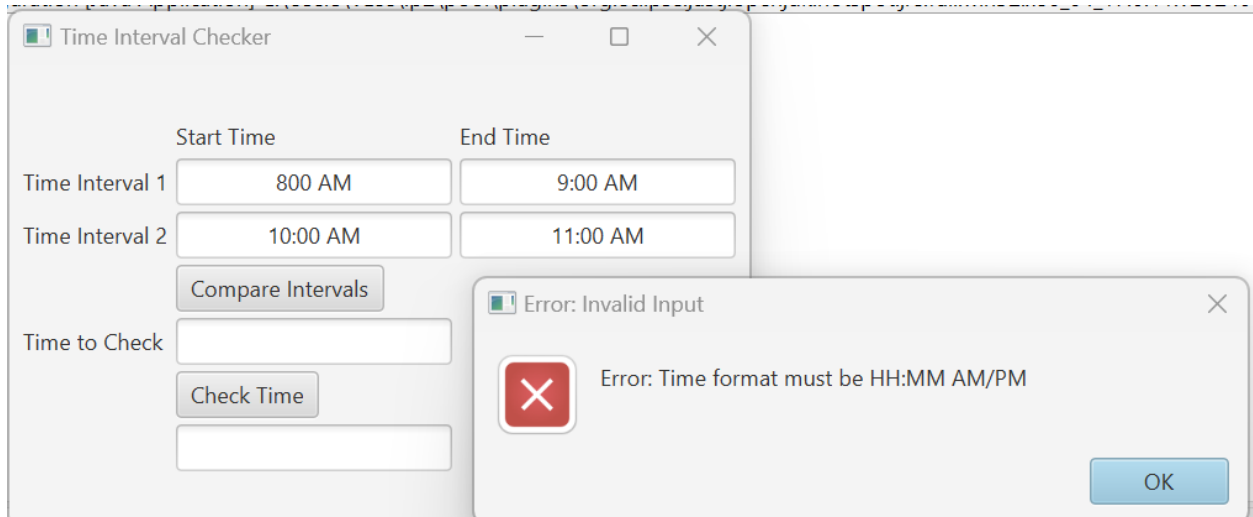 Time Interval Checker
Start Time End Time
Time Interval 1 800 AM 9:00 AM
Time Interval 2 10:00 AM 11:00 AM
Compare Intervals
Error: Invalid Input
Time to Check
Error: Time format must be HH:MM AM/PM
Check Time
OK